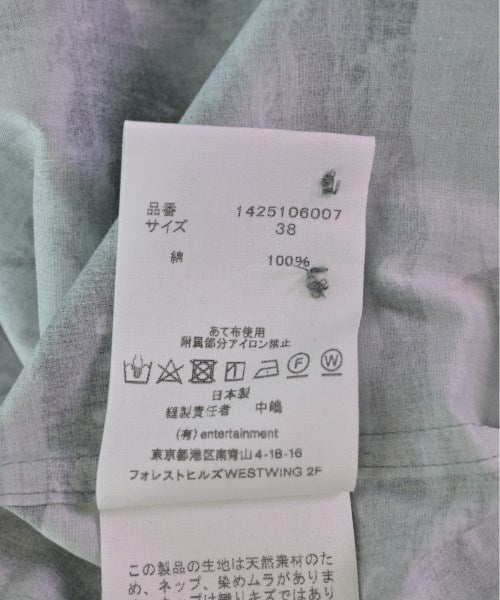 品番 1425106007
サイズ 38
綿 100%
あて布使用
附属部分アイロン禁止
F W
日本製
縫製責任者 中嶋
(有) entertainment
東京都港区南青山4-18-16
フォレストヒルズWESTWING 2F
この製品の生地は天然素材のた
め、ネップ、染めムラがありま